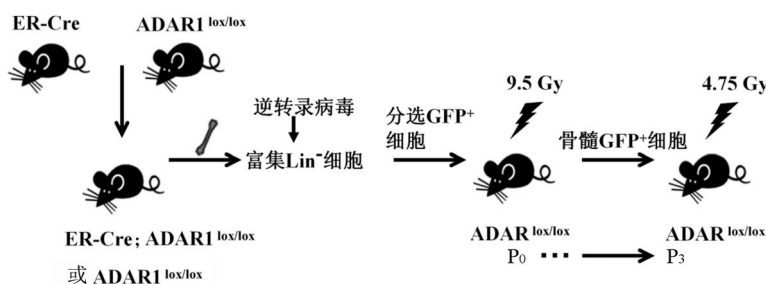 ER-Cre
ADAR1 lox/lox
ER-Cre; ADAR1 lox/lox
或 ADAR1 lox/lox
逆转录病毒
富集Lin⁻细胞
分选GFP⁺
细胞
9.5 Gy
骨髓GFP⁺细胞
4.75 Gy
ADAR lox/lox
P₀ ⋯
ADAR lox/lox
P₃